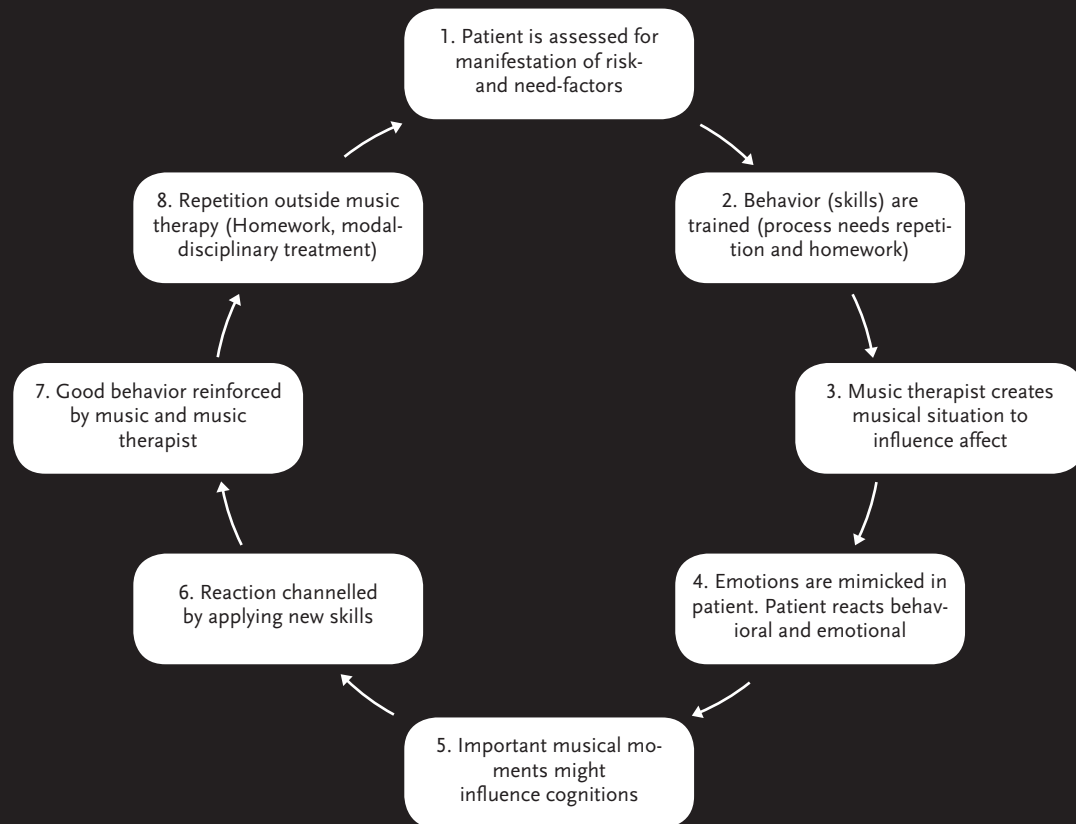 1. Patient is assessed for
manifestation of risk-
and need-factors
2. Behavior (skills) are
trained (process needs repeti-
tion and homework)
3. Music therapist creates
musical situation to
influence affect
4. Emotions are mimicked in
patient. Patient reacts behav-
ioral and emotional
5. Important musical mo-
ments might
influence cognitions
6. Reaction channelled
by applying new skills
7. Good behavior reinforced
by music and music
therapist
8. Repetition outside music
therapy (Homework, modal-
disciplinary treatment)